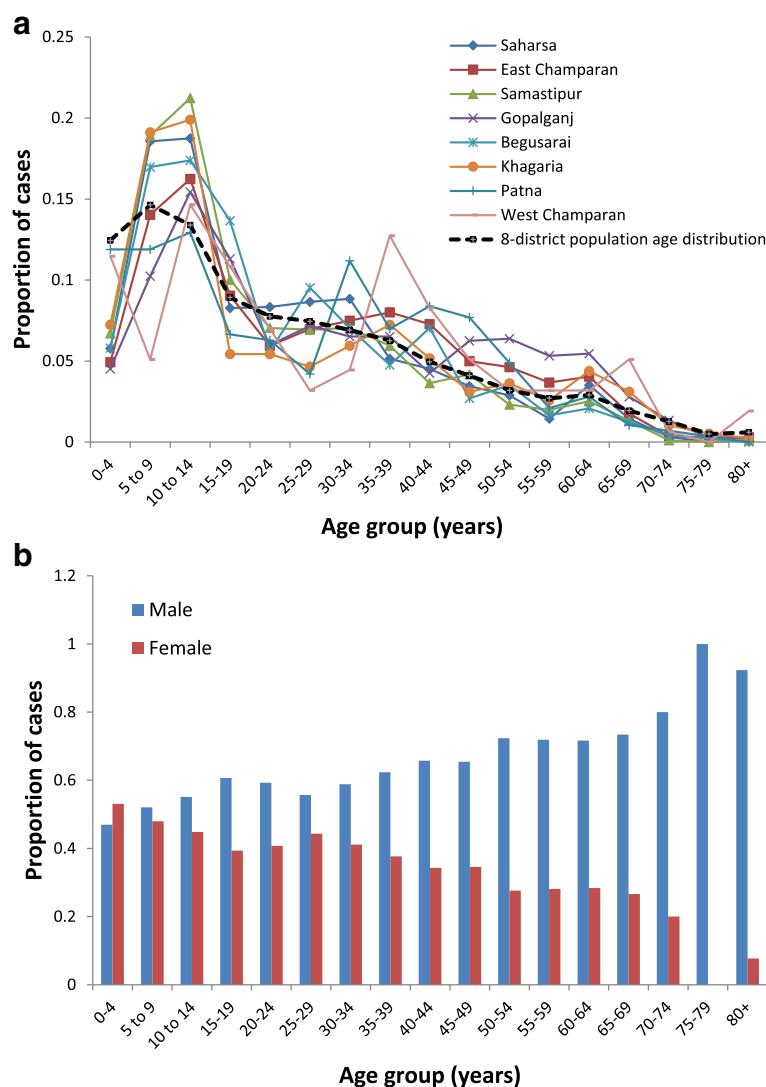 a
0.25
0.2
0.15
0.1
0.05
0
Proportion of cases
Saharsa
East Champaran
Samastipur
Gopalganj
Begusarai
Khagaria
Patna
West Champaran
8-district population age distribution
0-4
5 to 9
10 to 14
15-19
20-24
25-29
30-34
35-39
40-44
45-49
50-54
55-59
60-64
65-69
70-74
75-79
80+
Age group (years)
b
1.2
1
0.8
0.6
0.4
0.2
0
Proportion of cases
Male
Female
0-4
5 to 9
10 to 14
15-19
20-24
25-29
30-34
35-39
40-44
45-49
50-54
55-59
60-64
65-69
70-74
75-79
80+
Age group (years)